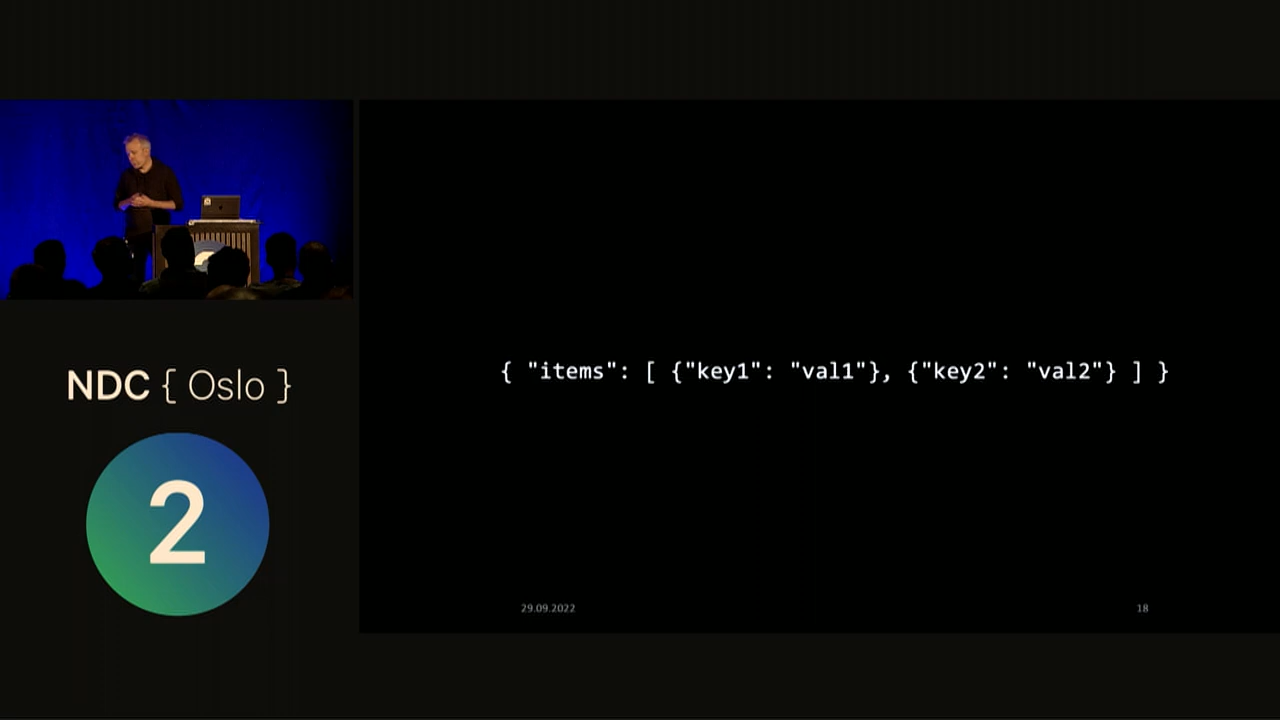 NDC { Oslo }
2
{ "items": [ {"key1": "val1"}, {"key2": "val2"} ] }
29.09.2022
18